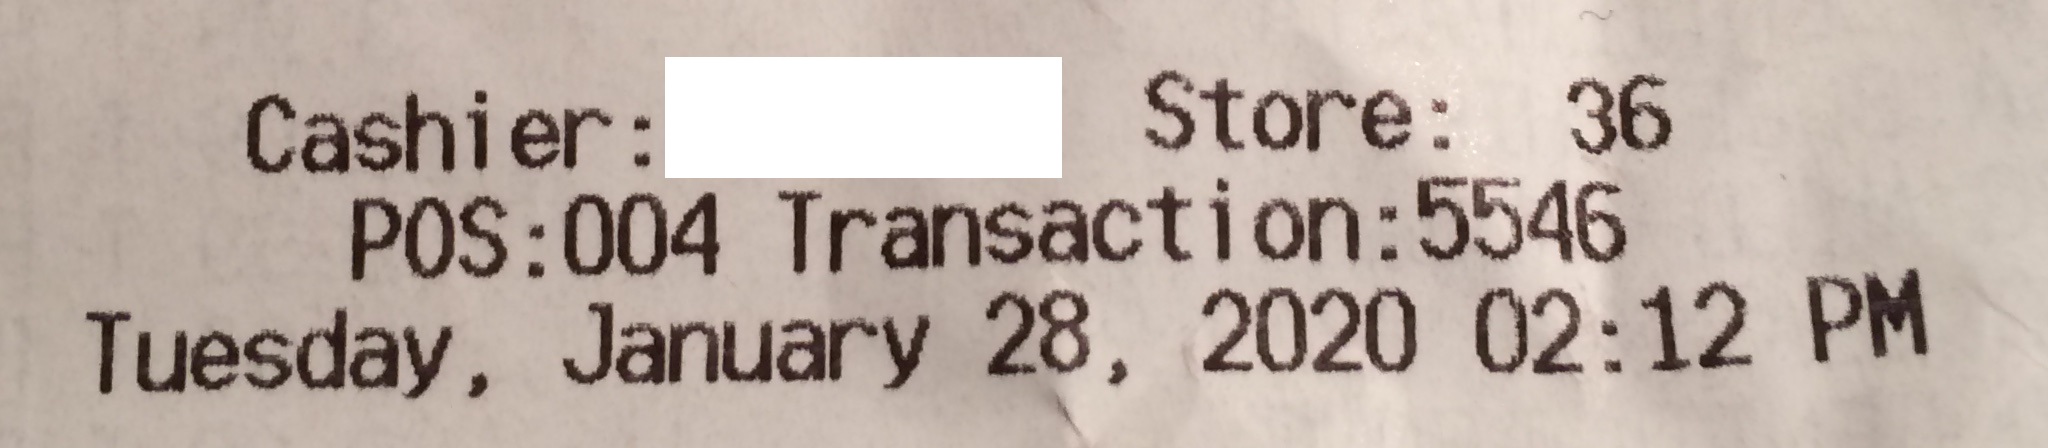 Cashier: Store: 36
POS:004 Transaction:5546
Tuesday, January 28, 2020 02:12 PM